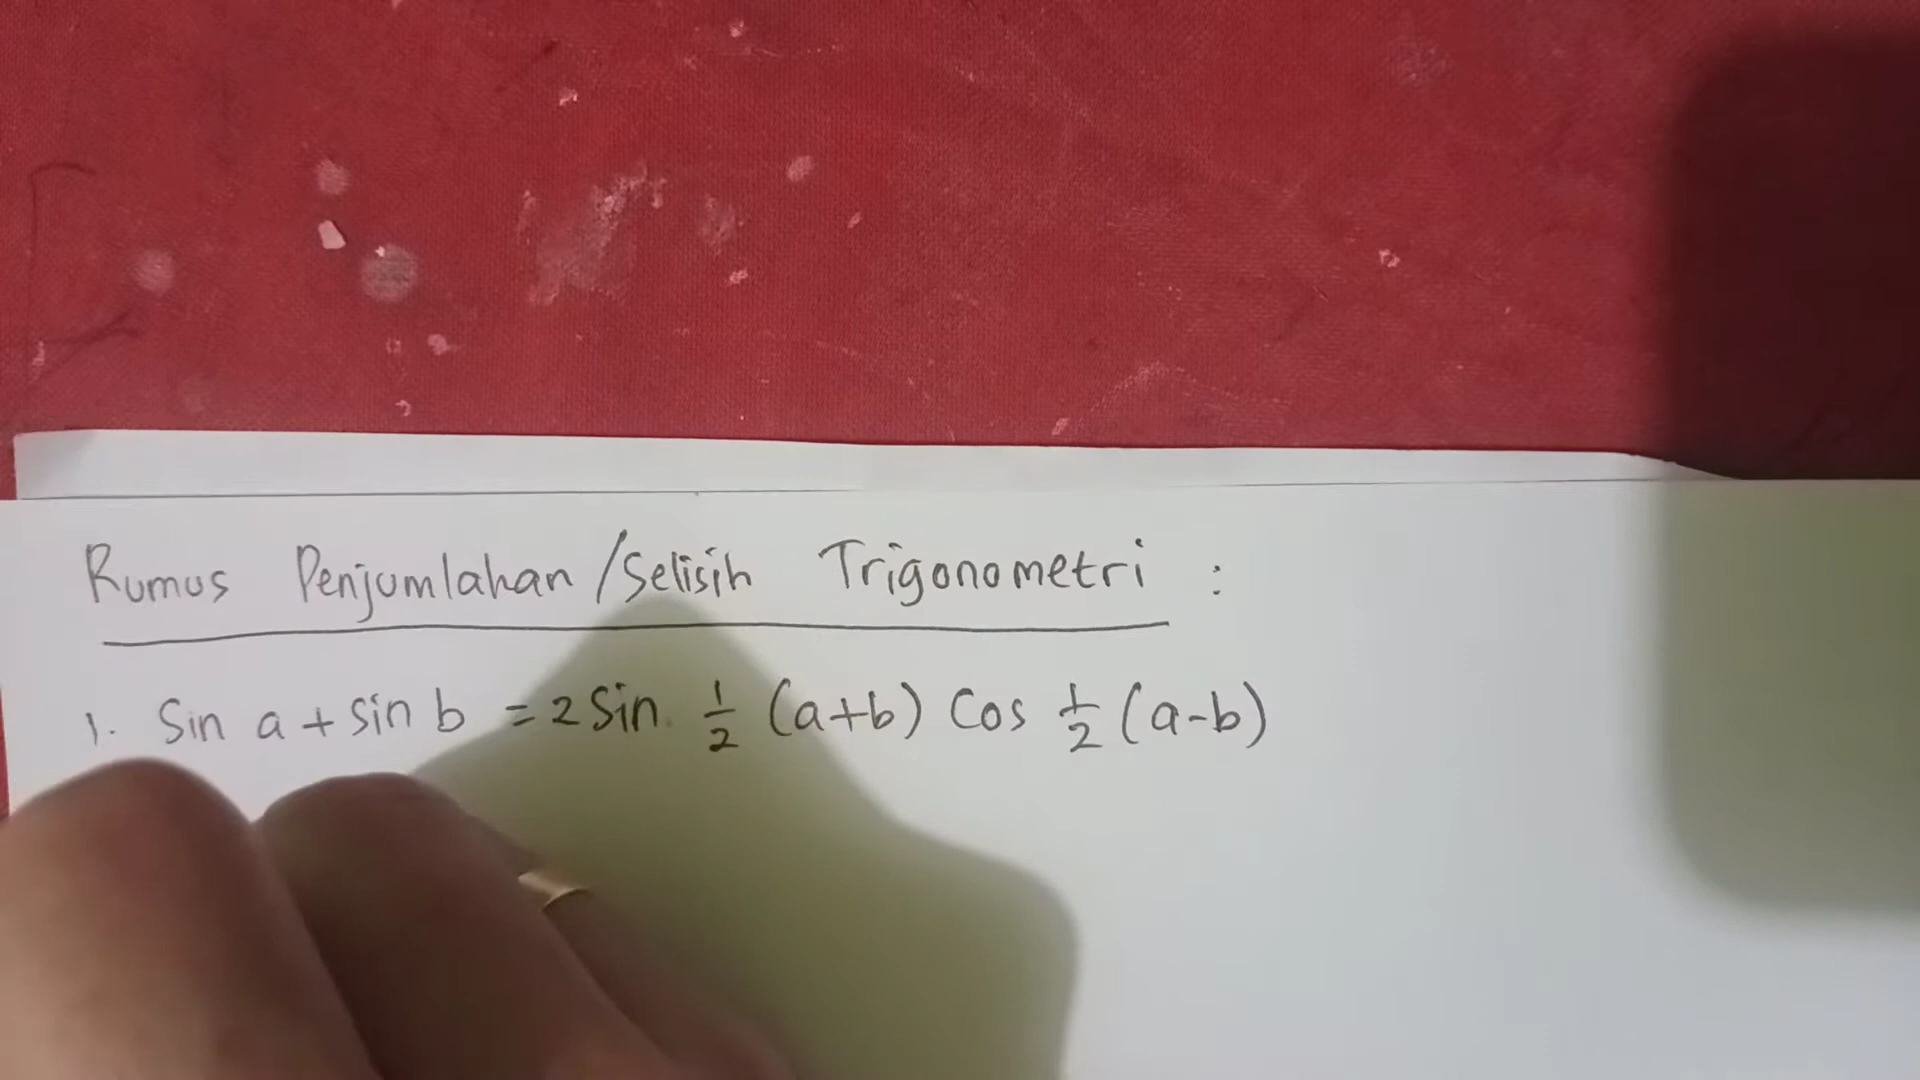 Rumus Penjumlahan/Selisih Trigonometri :
1. Sin a + sin b = 2 Sin 1/2 (a+b) Cos 1/2 (a-b)